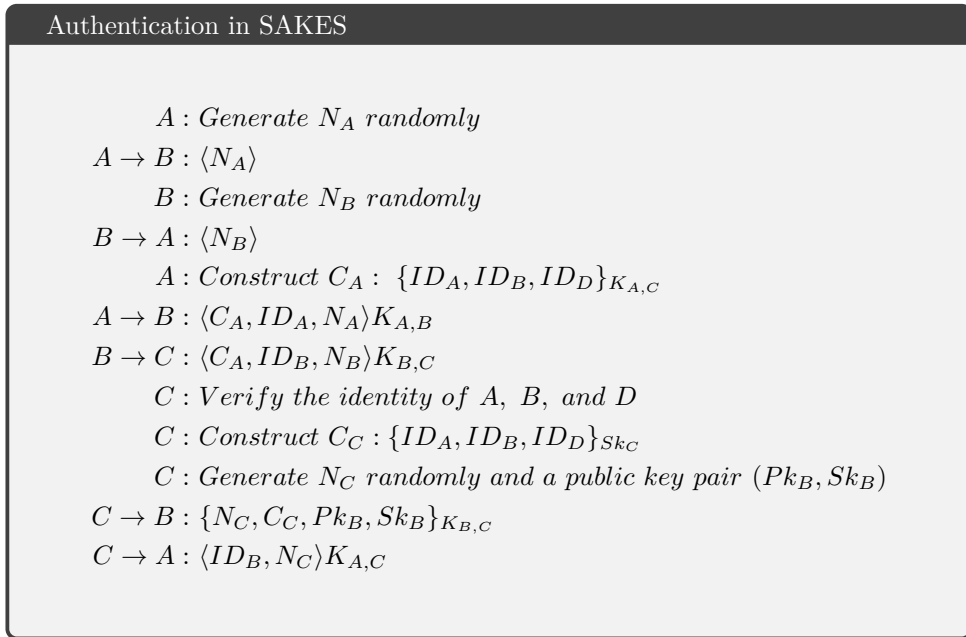 Authentication in SAKES
A : Generate N_A randomly
A → B : ⟨N_A⟩
B : Generate N_B randomly
B → A : ⟨N_B⟩
A : Construct C_A : {ID_A, ID_B, ID_D}_{K_{A,C}}
A → B : ⟨C_A, ID_A, N_A⟩K_{A,B}
B → C : ⟨C_A, ID_B, N_B⟩K_{B,C}
C : Verify the identity of A, B, and D
C : Construct C_C : {ID_A, ID_B, ID_D}_{Sk_C}
C : Generate N_C randomly and a public key pair (Pk_B, Sk_B)
C → B : {N_C, C_C, Pk_B, Sk_B}_{K_{B,C}}
C → A : ⟨ID_B, N_C⟩K_{A,C}